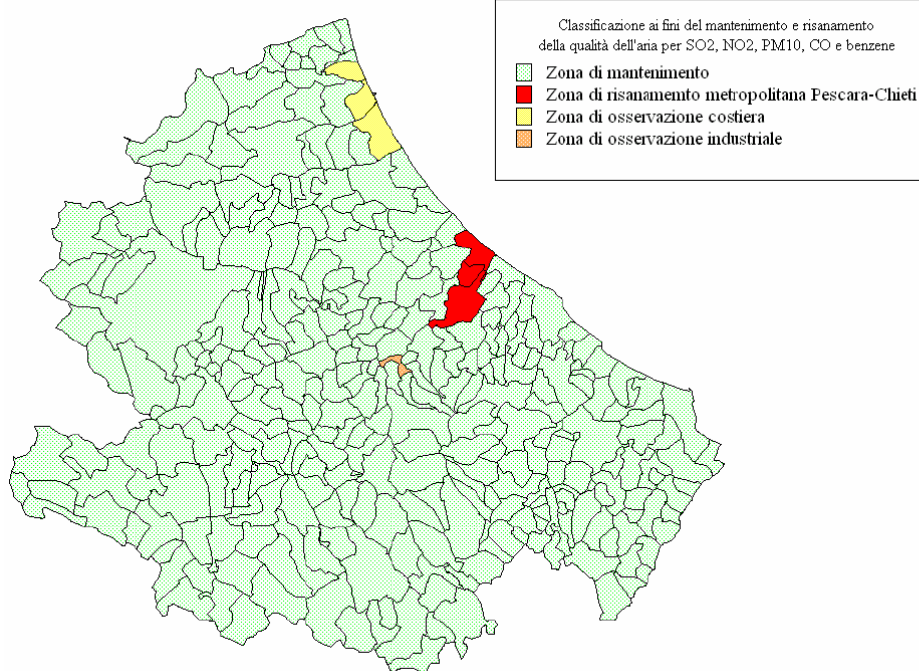 Classificazione ai fini del mantenimento e risanamento
della qualità dell'aria per SO2, NO2, PM10, CO e benzene
Zona di mantenimento
Zona di risanamemto metropolitana Pescara-Chieti
Zona di osservazione costiera
Zona di osservazione industriale